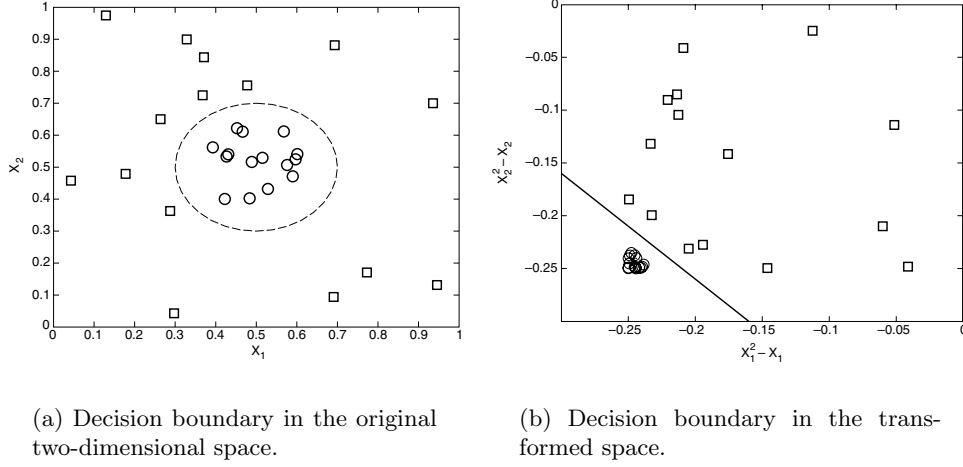 1
0.9
0.8
0.7
0.6
0.5
0.4
0.3
0.2
0.1
0
X2
0 0.1 0.2 0.3 0.4 0.5 0.6 0.7 0.8 0.9 1
X1
0
−0.05
−0.1
−0.15
−0.2
−0.25
X2² − X2
−0.25 −0.2 −0.15 −0.1 −0.05 0
X1² − X1
(a) Decision boundary in the original
two-dimensional space.
(b) Decision boundary in the trans-
formed space.